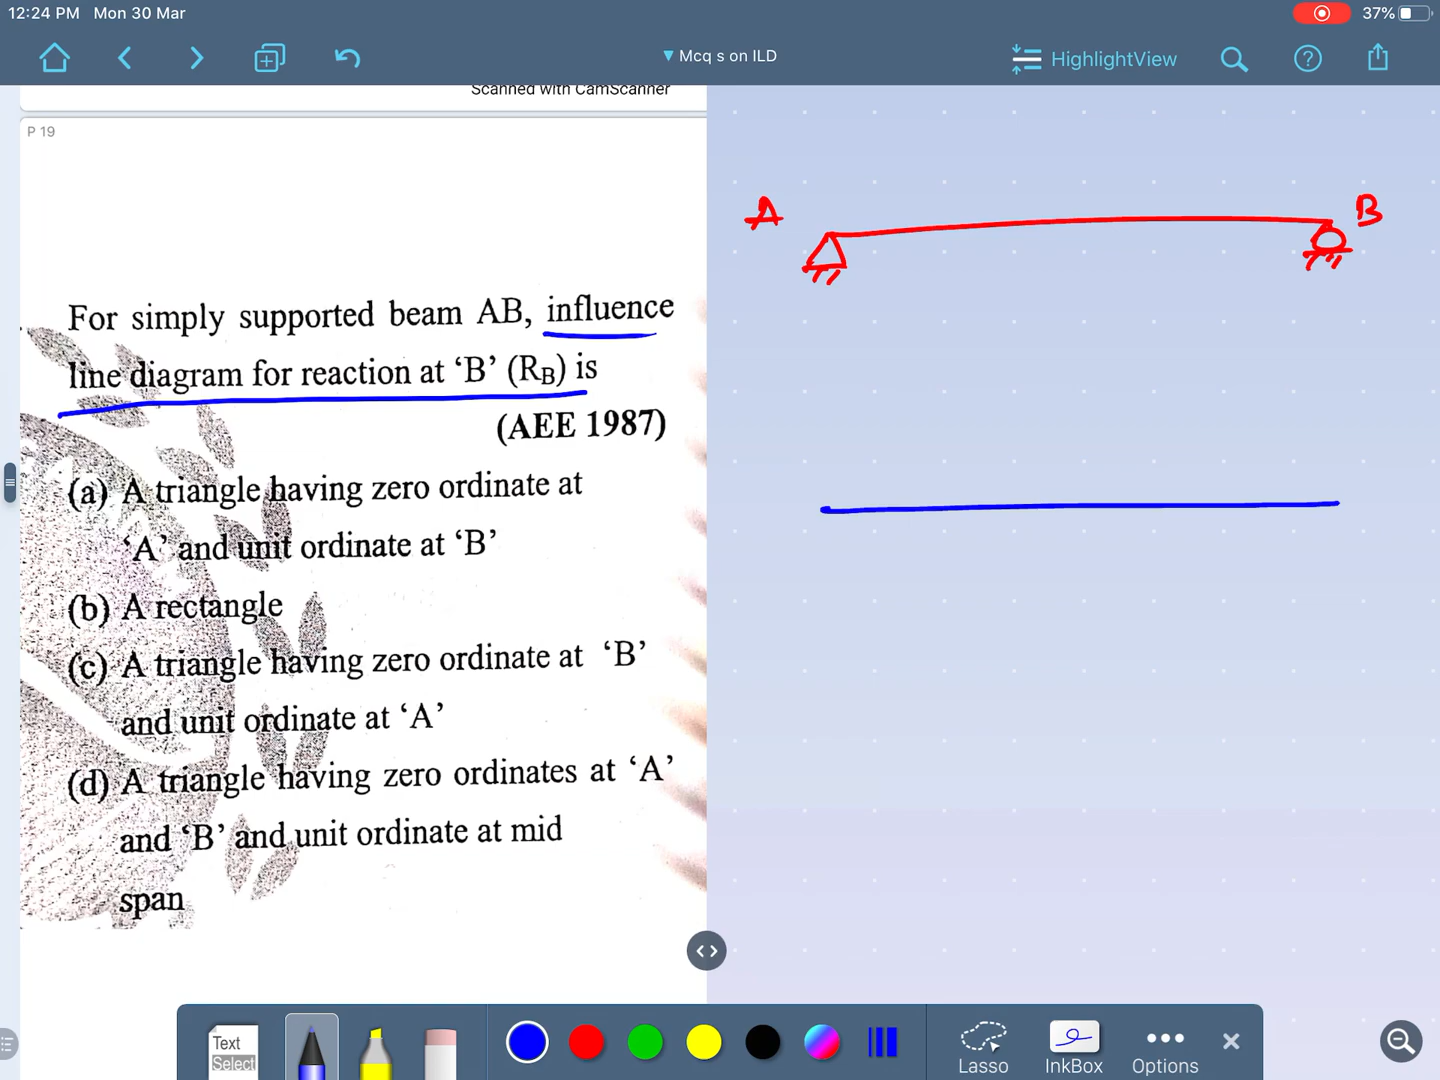 12:24 PM Mon 30 Mar
37%
Mcq s on ILD
HighlightView
Scanned with CamScanner
P 19
A
B
For simply supported beam AB, influence
line diagram for reaction at ‘B’ (RB) is
(AEE 1987)
(a) A triangle having zero ordinate at
‘A’ and unit ordinate at ‘B’
(b) A rectangle
(c) A triangle having zero ordinate at ‘B’
and unit ordinate at ‘A’
(d) A triangle having zero ordinates at ‘A’
and ‘B’ and unit ordinate at mid
span
Text
Select
Lasso
InkBox
Options